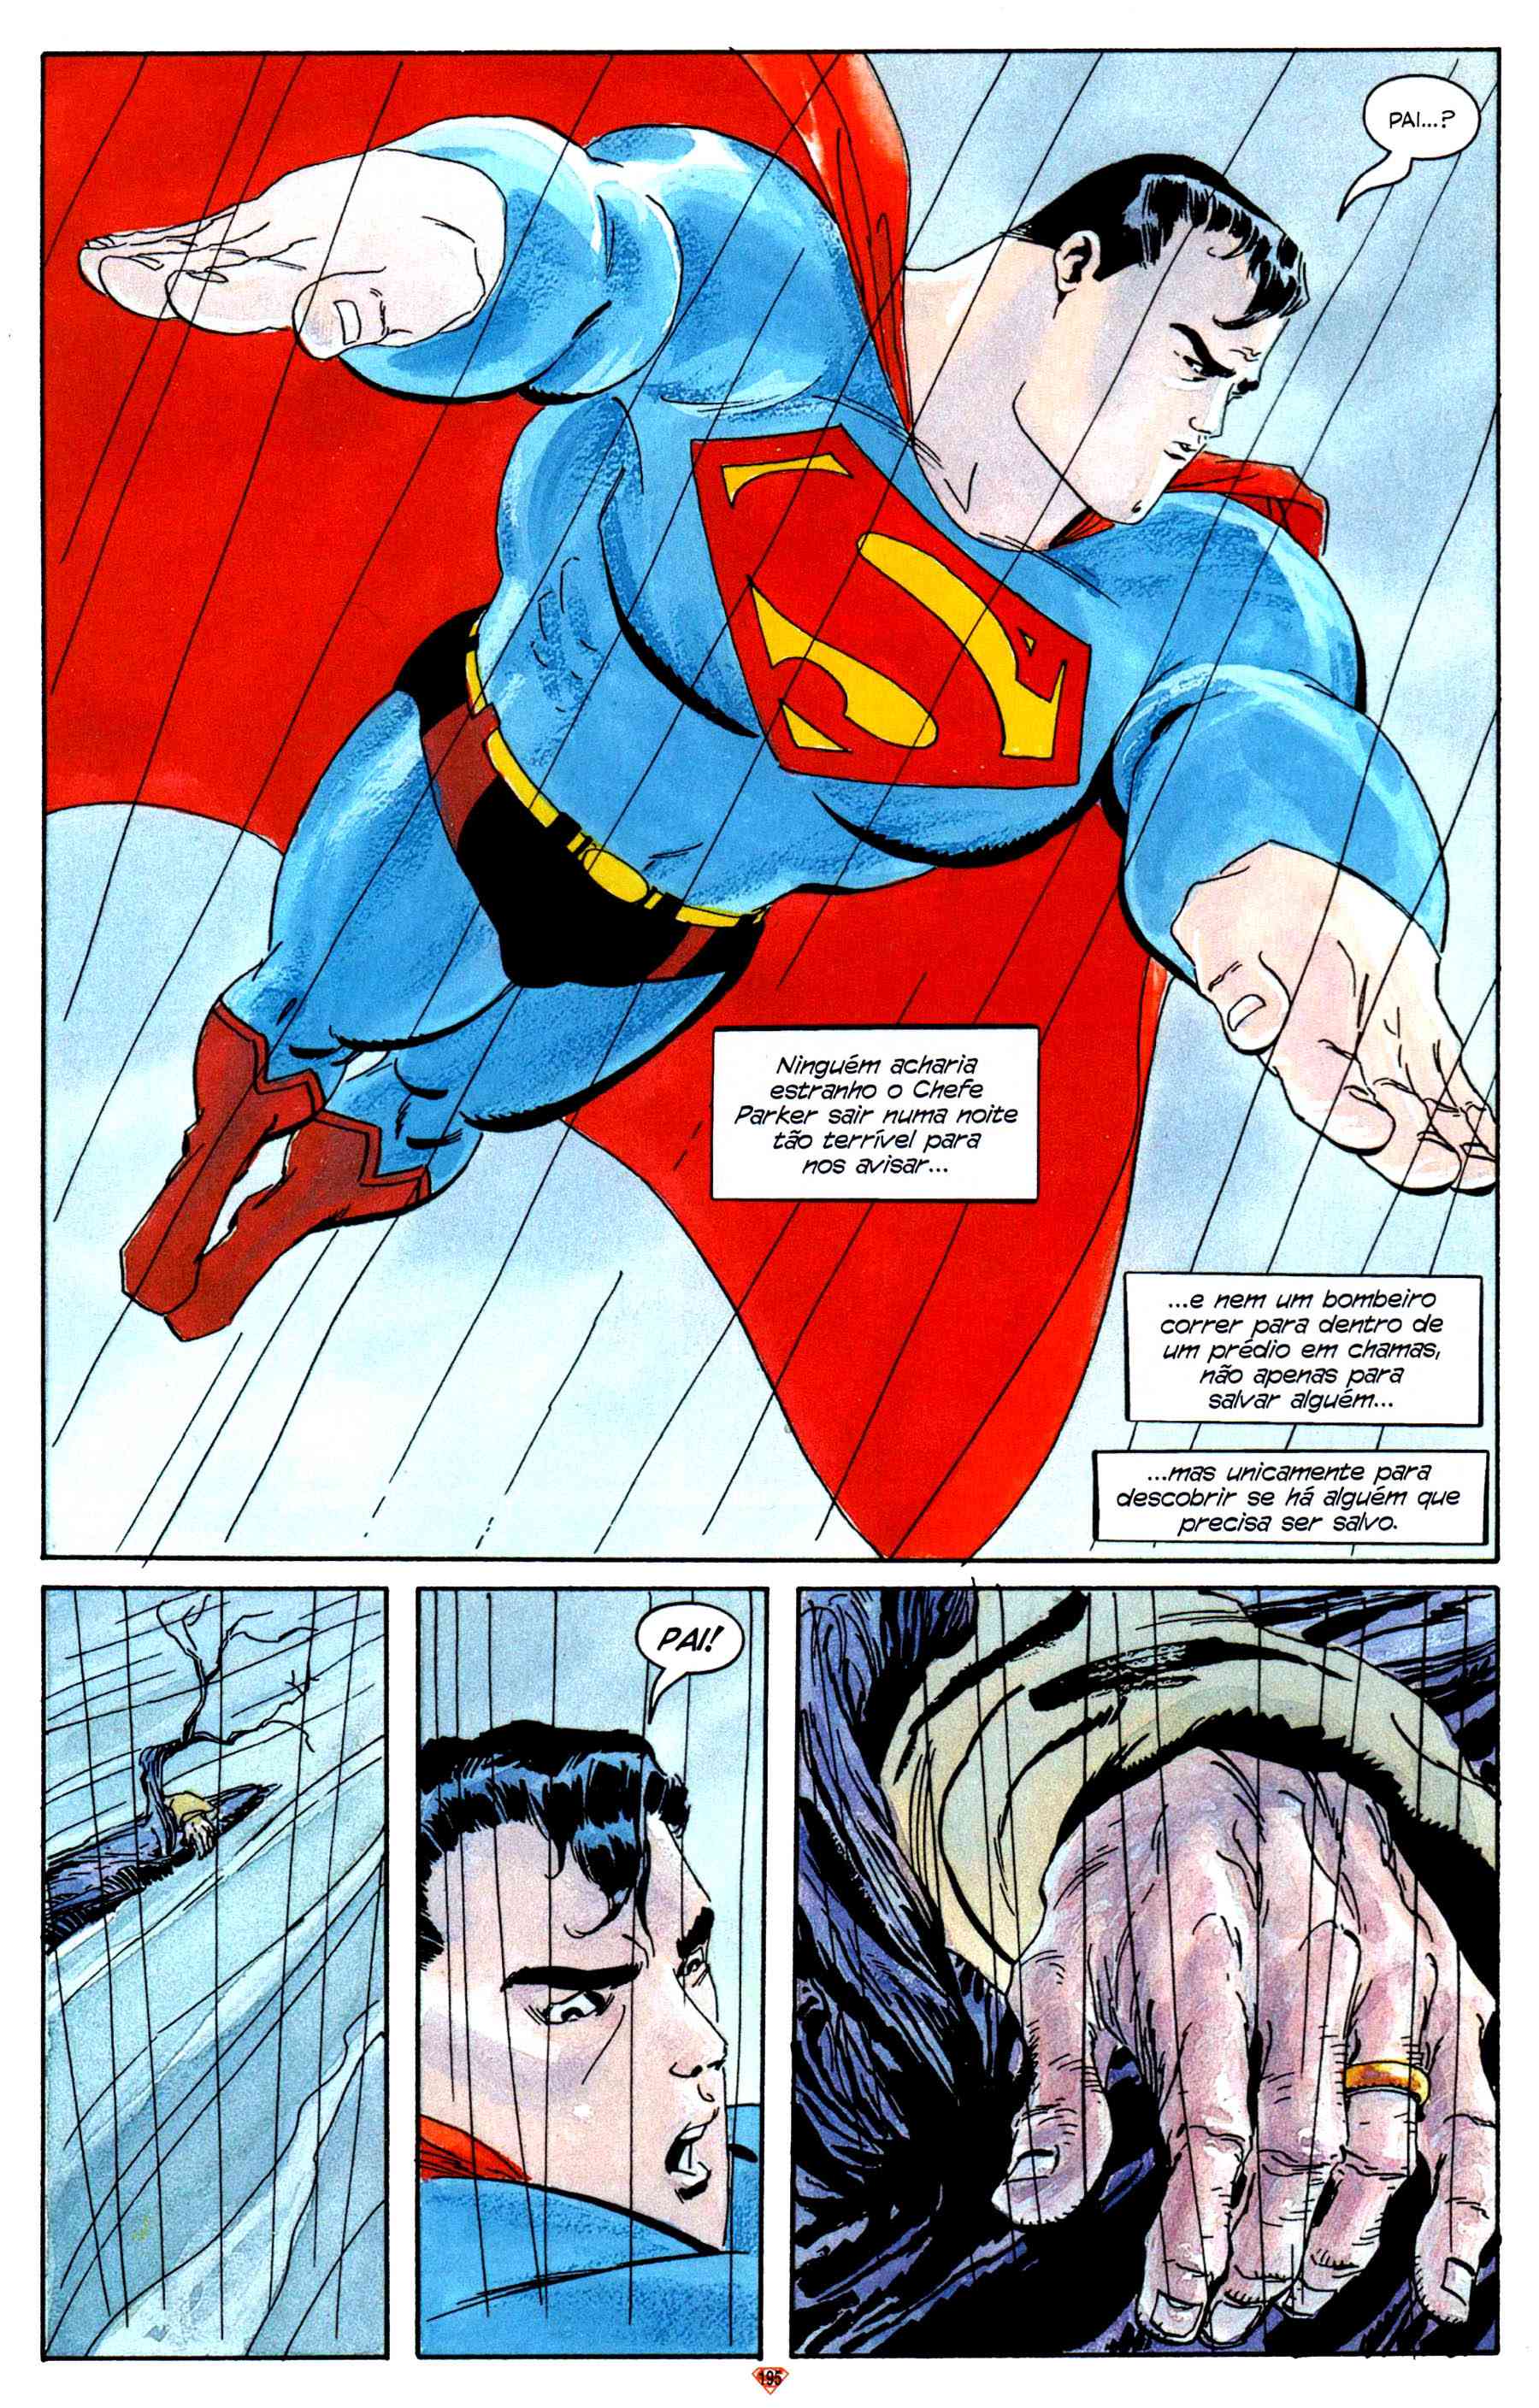 PAI...?
Ninguém acharia
estranho o Chefe
Parker sair numa noite
tão terrível para
nos avisar...
...e nem um bombeiro
correr para dentro de
um prédio em chamas,
não apenas para
salvar alguém...
...mas unicamente para
descobrir se há alguém que
precisa ser salvo.
PAI!
195